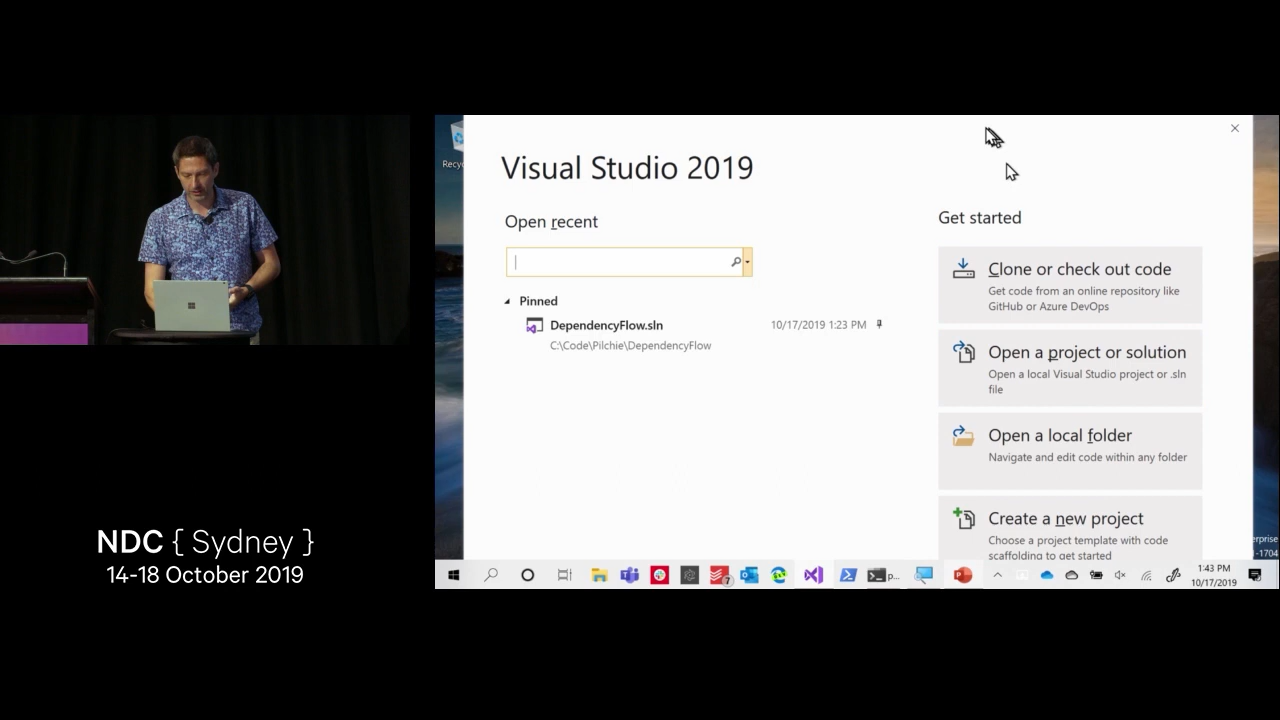 NDC { Sydney }
14-18 October 2019
Recyc
Visual Studio 2019
Open recent
Pinned
DependencyFlow.sln
10/17/2019 1:23 PM
C:\Code\Pilchie\DependencyFlow
Get started
Clone or check out code
Get code from an online repository like
GitHub or Azure DevOps
Open a project or solution
Open a local Visual Studio project or .sln
file
Open a local folder
Navigate and edit code within any folder
Create a new project
Choose a project template with code
scaffolding to get started
erprise
-1704
7
p...
1:43 PM
10/17/2019